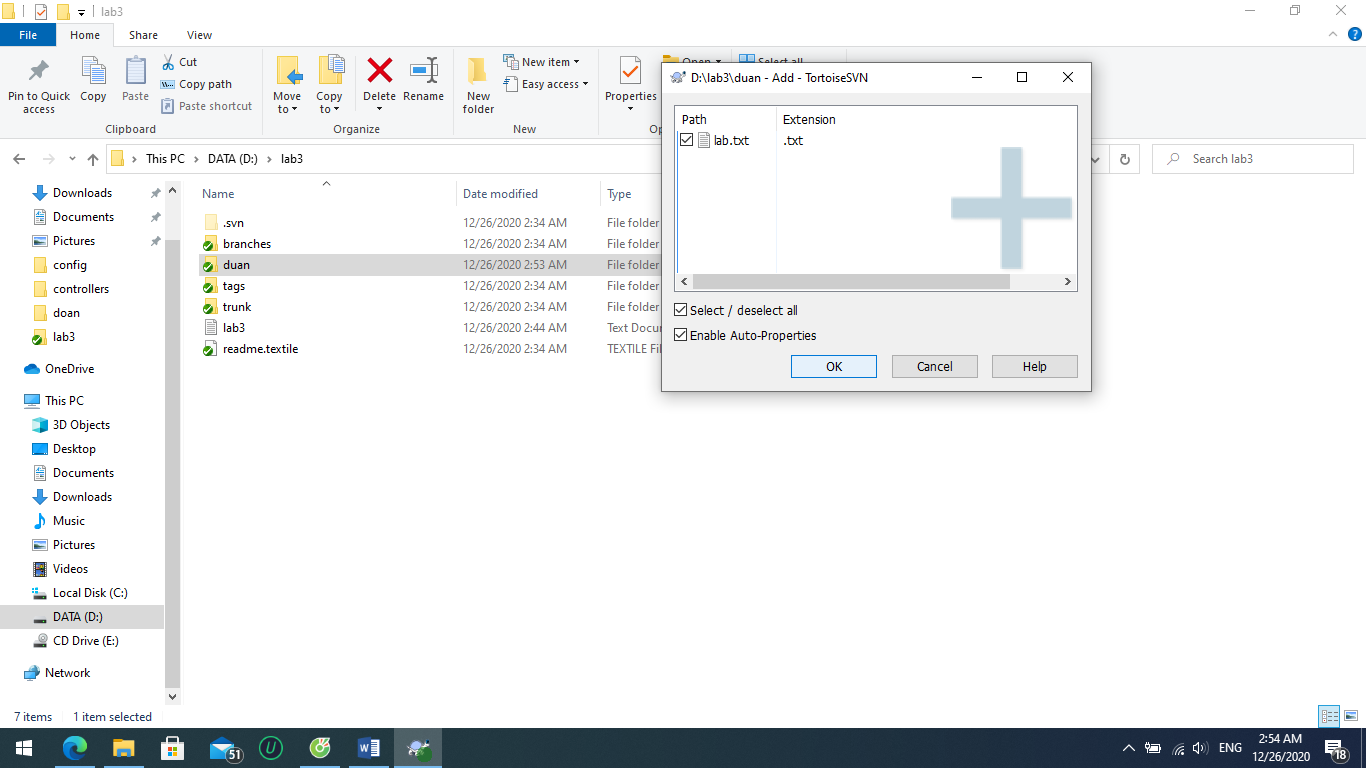 lab3
File Home Share View
Pin to Quick access
Copy
Paste
Cut
Copy path
Paste shortcut
Clipboard
Move to
Copy to
Delete
Rename
Organize
New folder
New item
Easy access
New
Properties
Open
Select all
D:\lab3\duan - Add - TortoiseSVN
Path Extension
lab.txt .txt
Select / deselect all
Enable Auto-Properties
OK Cancel Help
This PC > DATA (D:) > lab3
Search lab3
Name Date modified Type
.svn 12/26/2020 2:34 AM File folder
branches 12/26/2020 2:34 AM File folder
duan 12/26/2020 2:53 AM File folder
tags 12/26/2020 2:34 AM File folder
trunk 12/26/2020 2:34 AM File folder
lab3 12/26/2020 2:44 AM Text Docu
readme.textile 12/26/2020 2:34 AM TEXTILE Fil
Downloads
Documents
Pictures
config
controllers
doan
lab3
OneDrive
This PC
3D Objects
Desktop
Documents
Downloads
Music
Pictures
Videos
Local Disk (C:)
DATA (D:)
CD Drive (E:)
Network
7 items 1 item selected
51
ENG
2:54 AM
12/26/2020
18